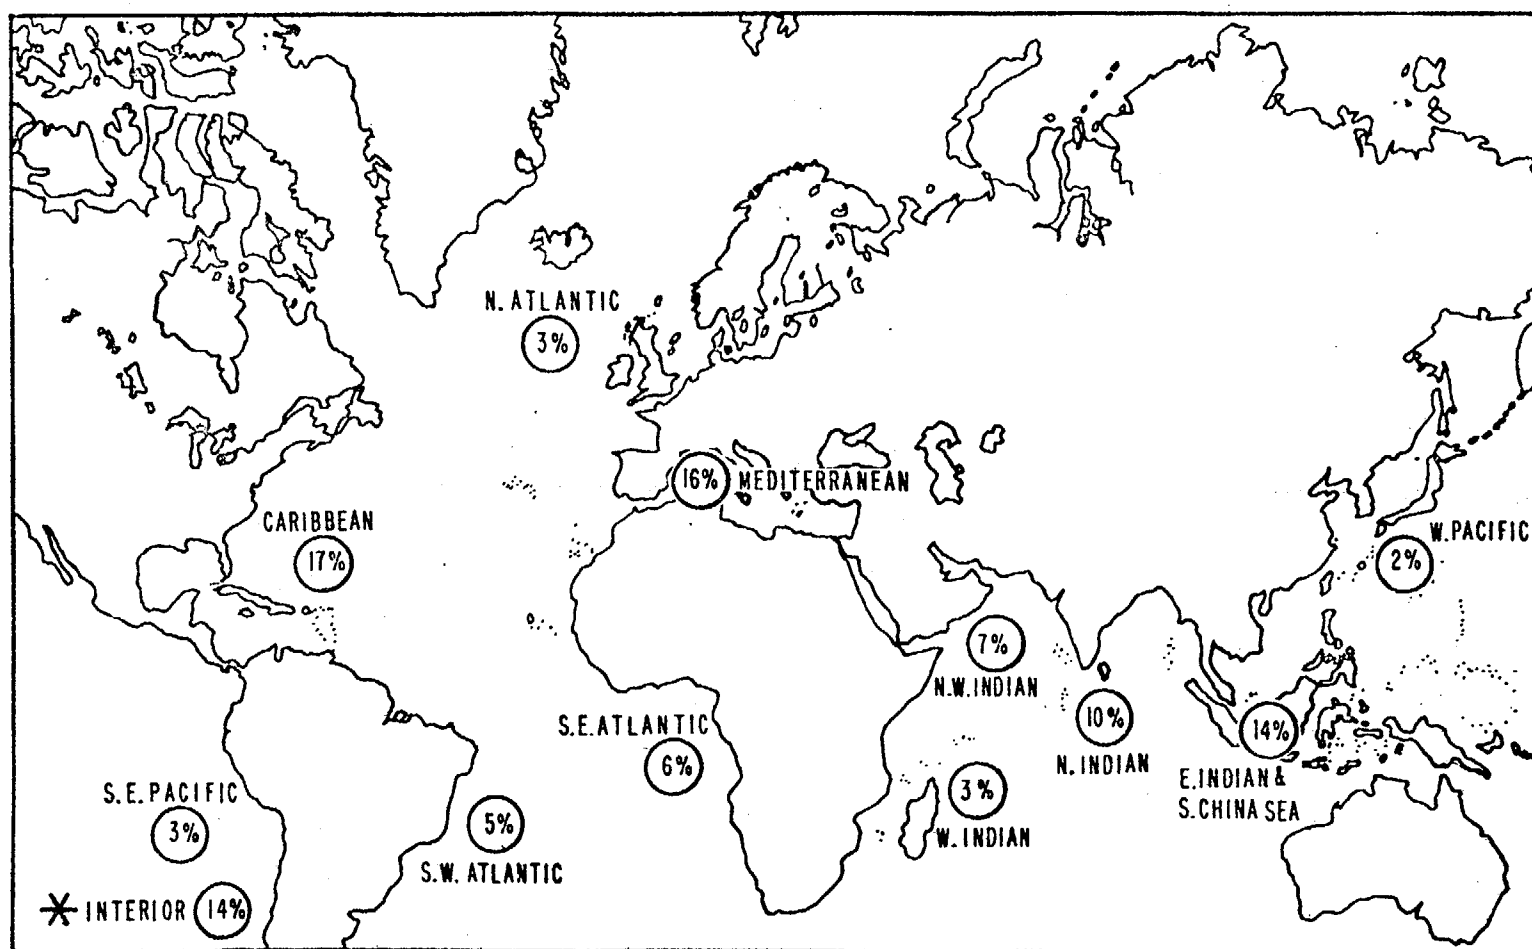 N. ATLANTIC
3%
16% MEDITERRANEAN
CARIBBEAN
17%
W. PACIFIC
2%
7%
N.W. INDIAN
10%
N. INDIAN
14%
E. INDIAN &
S. CHINA SEA
S.E. ATLANTIC
6%
3%
W. INDIAN
S.E. PACIFIC
3%
5%
S.W. ATLANTIC
* INTERIOR 14%